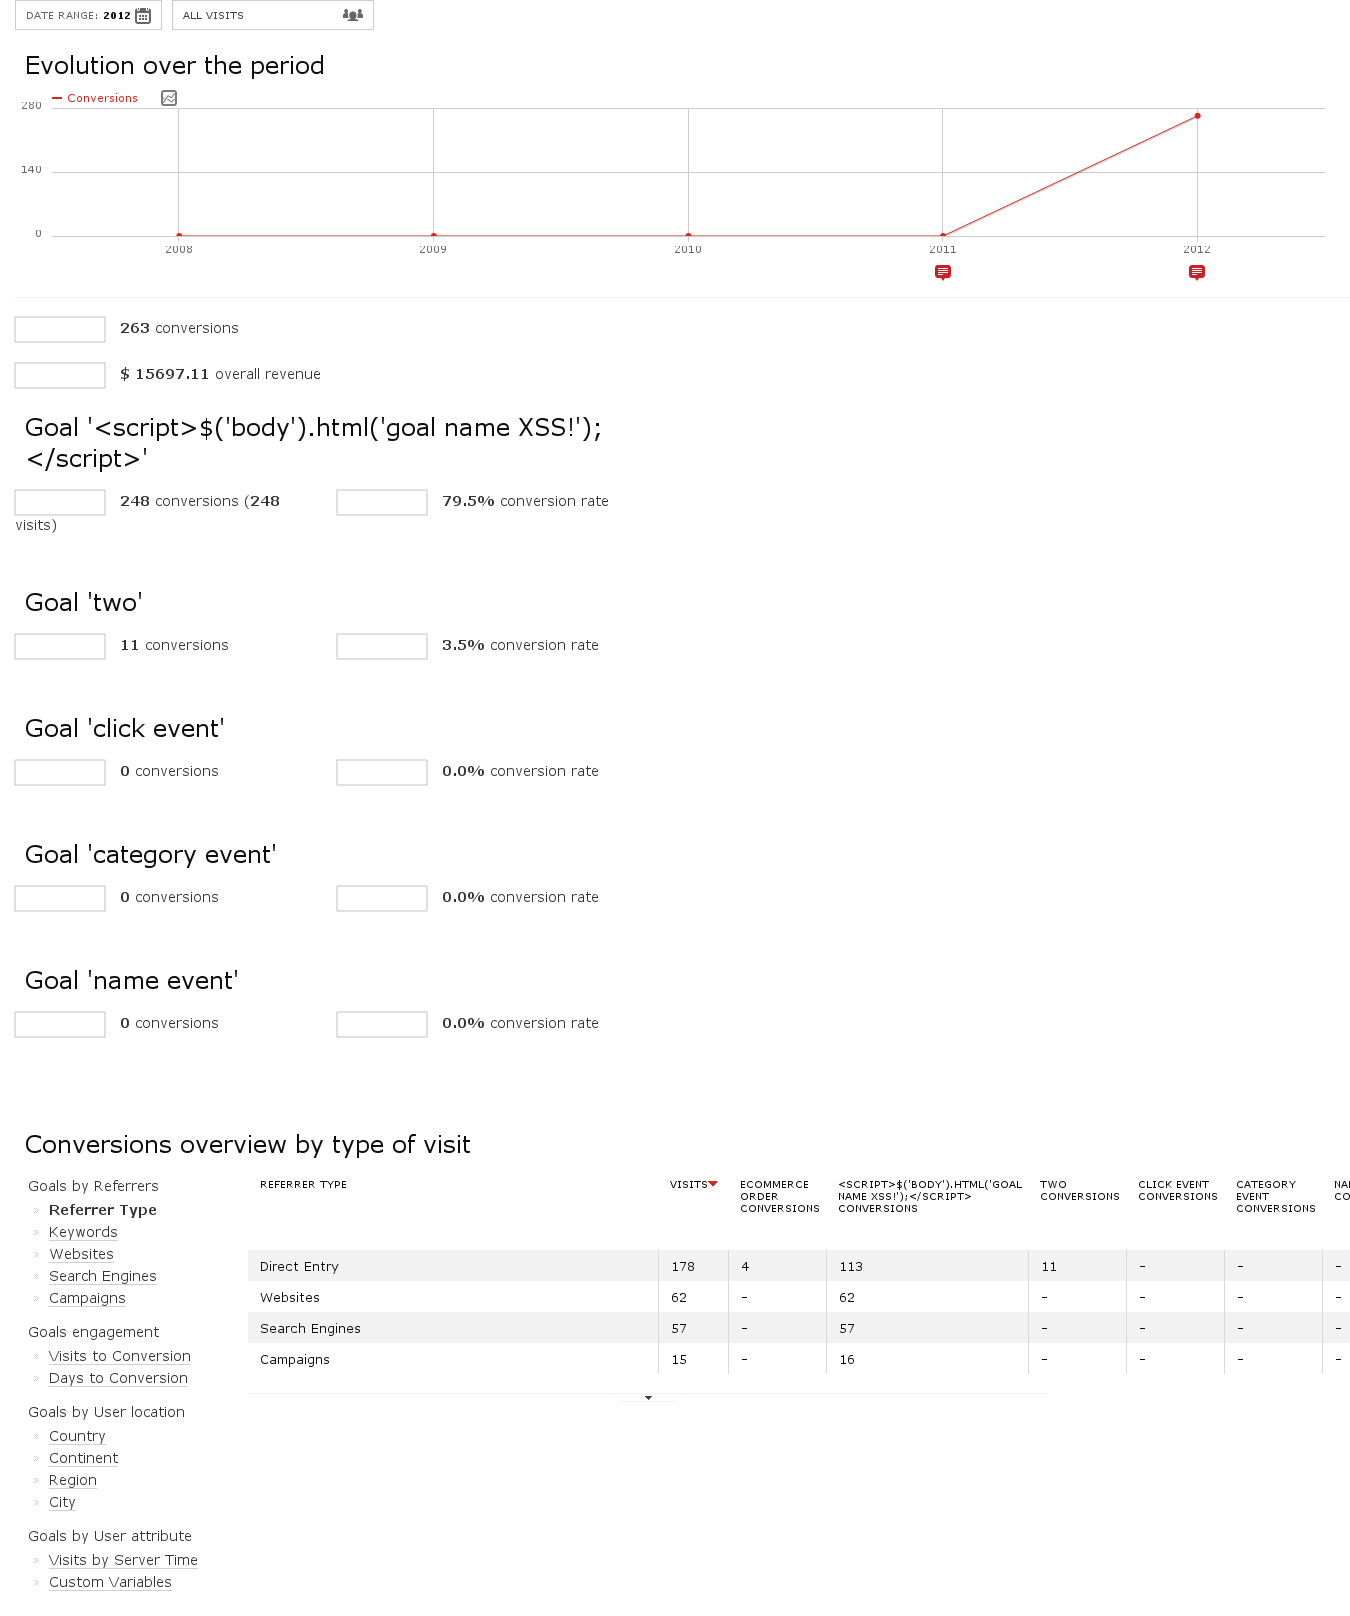 DATE RANGE: 2012
ALL VISITS
Evolution over the period
Conversions
280
140
0
2008 2009 2010 2011 2012
263 conversions
$ 15697.11 overall revenue
Goal '<script>$('body').html('goal name XSS!');
</script>'
248 conversions (248 79.5% conversion rate
visits)
Goal 'two'
11 conversions 3.5% conversion rate
Goal 'click event'
0 conversions 0.0% conversion rate
Goal 'category event'
0 conversions 0.0% conversion rate
Goal 'name event'
0 conversions 0.0% conversion rate
Conversions overview by type of visit
Goals by Referrers
» Referrer Type
» Keywords
» Websites
» Search Engines
» Campaigns
Goals engagement
» Visits to Conversion
» Days to Conversion
Goals by User location
» Country
» Continent
» Region
» City
Goals by User attribute
» Visits by Server Time
» Custom Variables
REFERRER TYPE VISITS ECOMMERCE <SCRIPT>$('BODY').HTML('GOAL TWO CLICK EVENT CATEGORY NA
ORDER NAME XSS!');</SCRIPT> CONVERSIONS CONVERSIONS EVENT CO
CONVERSIONS CONVERSIONS CONVERSIONS
Direct Entry 178 4 113 11 - - -
Websites 62 - 62 - - - -
Search Engines 57 - 57 - - - -
Campaigns 15 - 16 - - - -